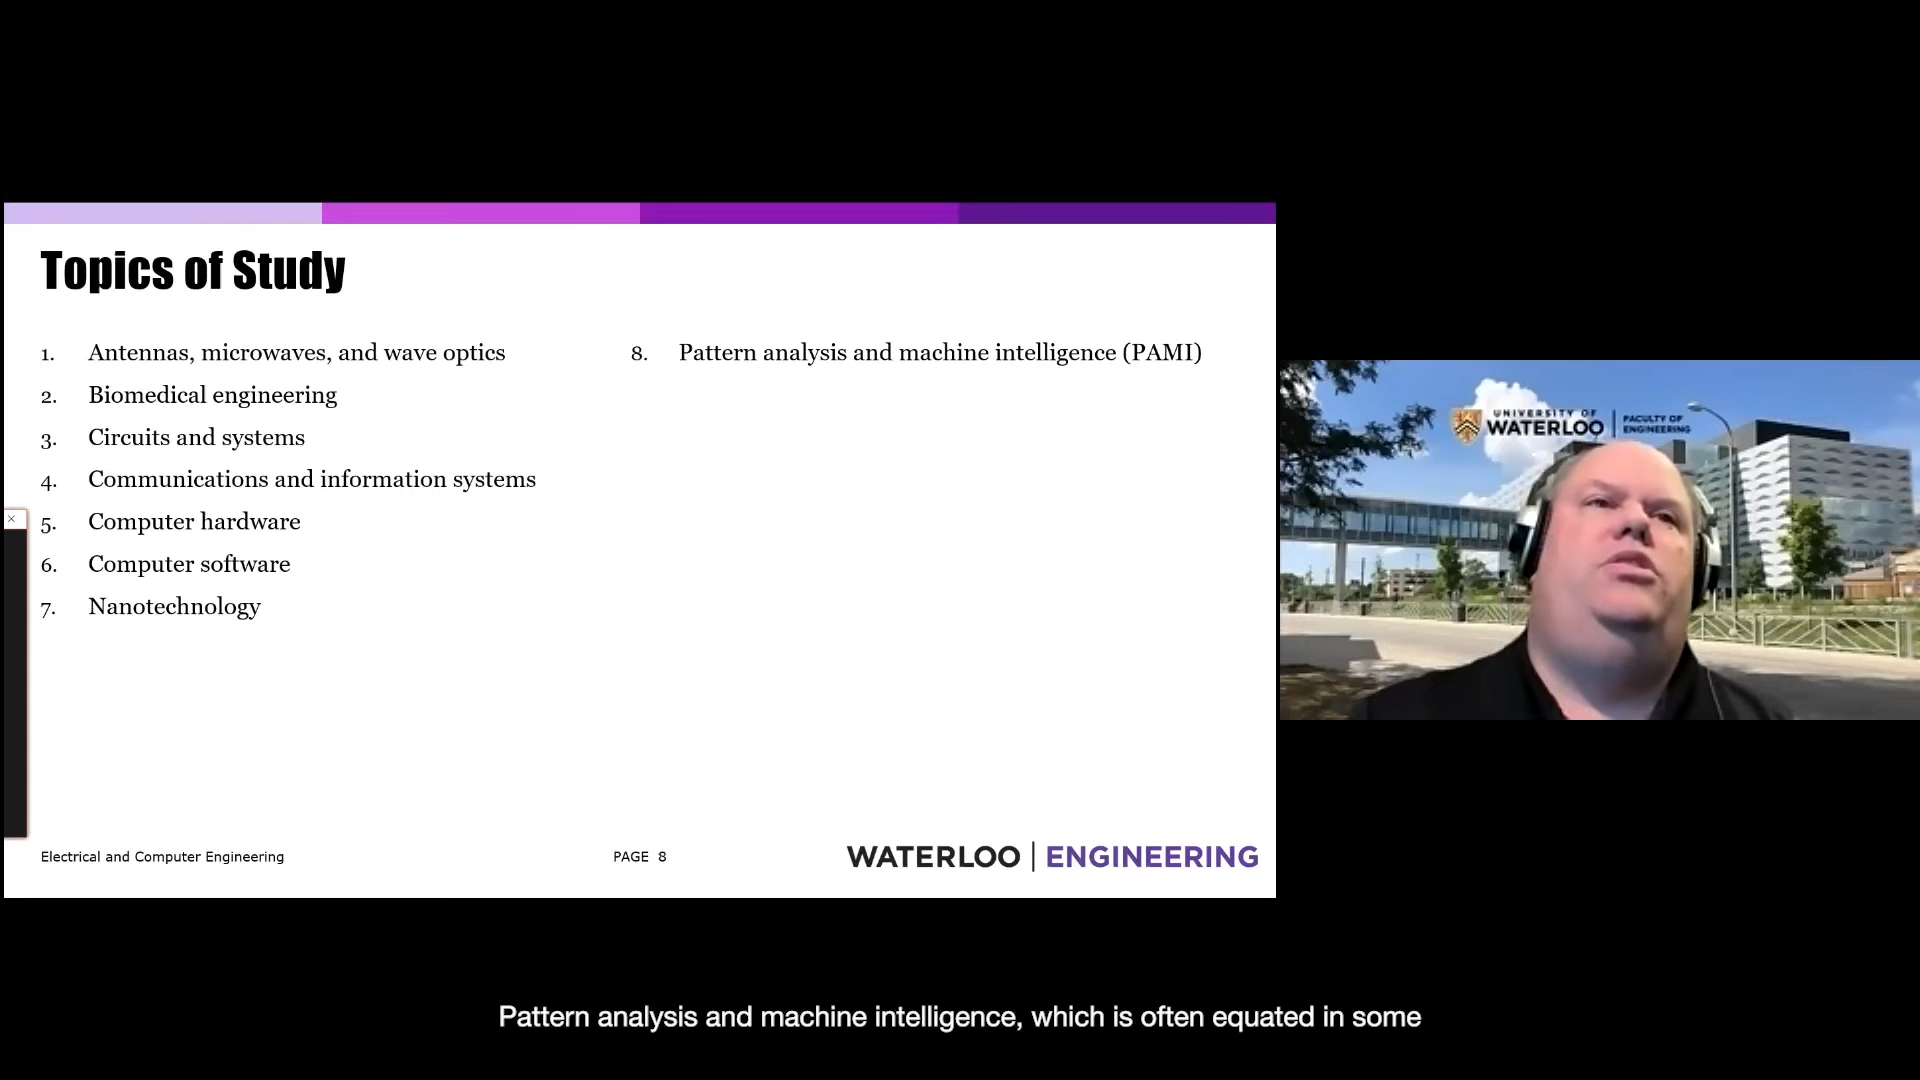 Topics of Study
1. Antennas, microwaves, and wave optics
2. Biomedical engineering
3. Circuits and systems
4. Communications and information systems
5. Computer hardware
6. Computer software
7. Nanotechnology
8. Pattern analysis and machine intelligence (PAMI)
Electrical and Computer Engineering
PAGE 8
WATERLOO | ENGINEERING
UNIVERSITY OF
WATERLOO
FACULTY OF
ENGINEERING
Pattern analysis and machine intelligence, which is often equated in some